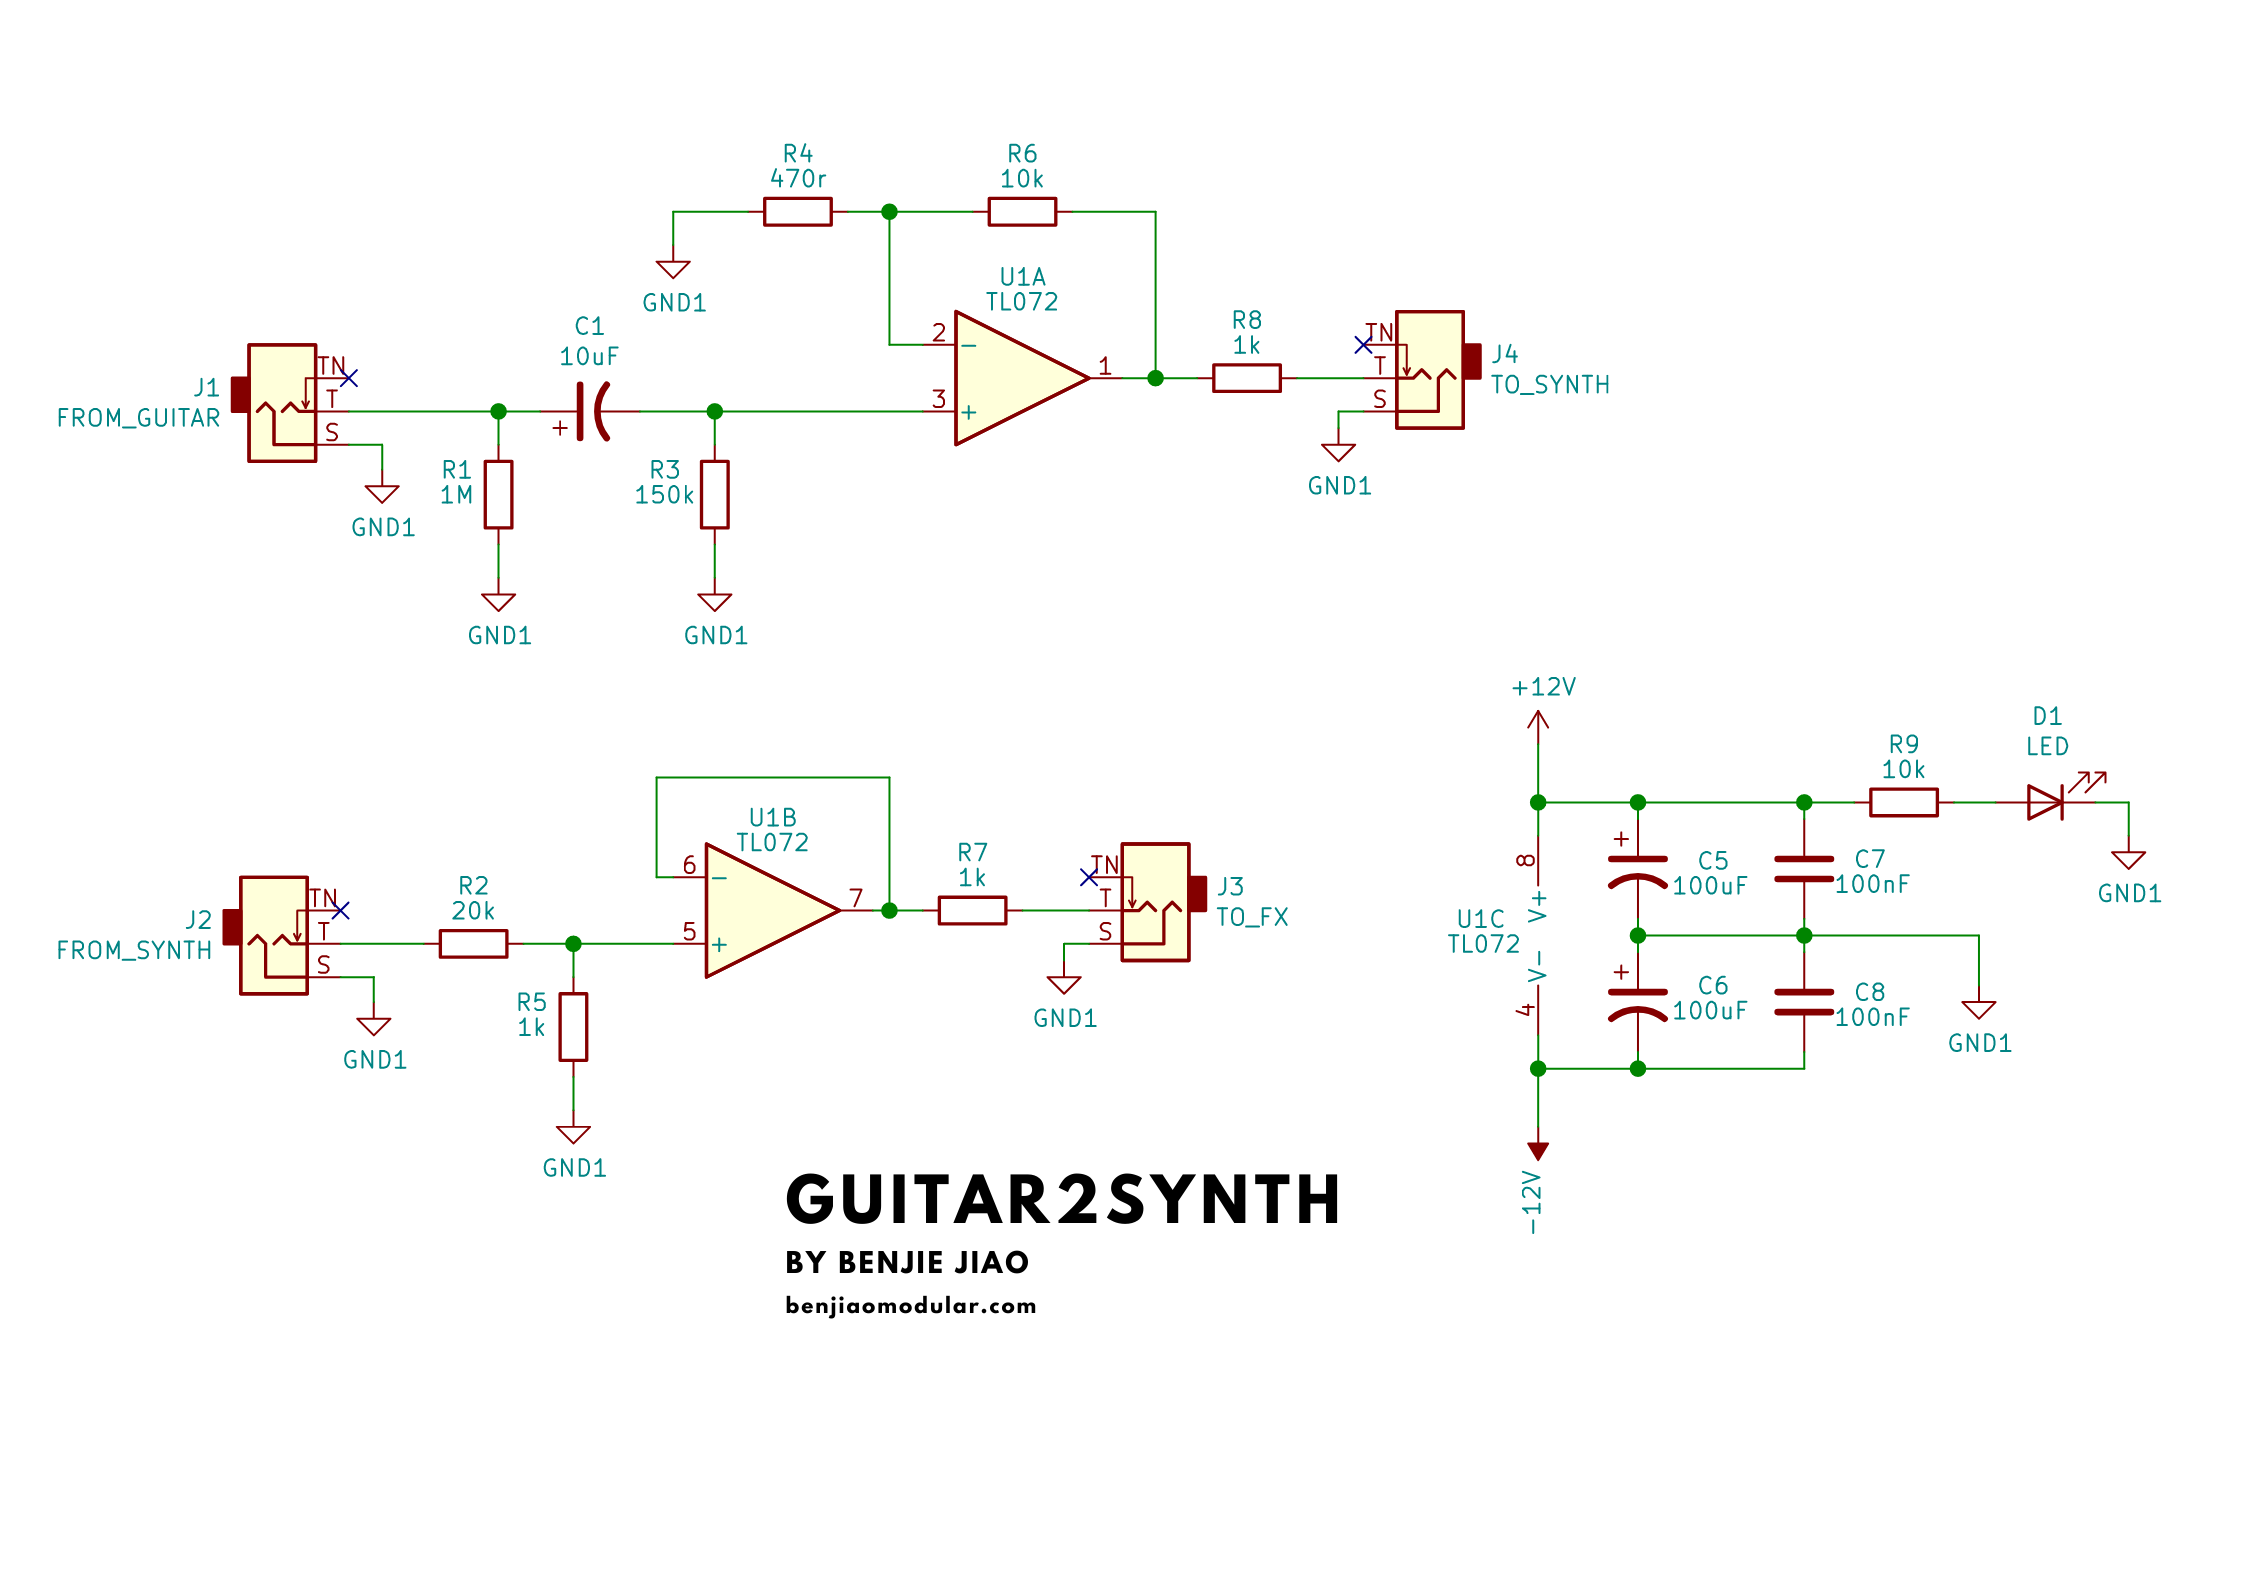 R4
470r
R6
10k
U1A
TL072
GND1
C1
10uF
R8
1k
2
−
1
3
+
TN
T
S
J1
FROM_GUITAR
+
TN
T
S
J4
TO_SYNTH
R1
1M
R3
150k
GND1
GND1
GND1
GND1
U1B
TL072
6
−
7
5
+
R7
1k
TN
T
S
J3
TO_FX
R2
20k
TN
T
S
J2
FROM_SYNTH
R5
1k
GND1
GND1
GND1
+12V
D1
LED
R9
10k
+
8
V+
C5
100uF
C7
100nF
GND1
U1C
TL072
V-
4
+
C6
100uF
C8
100nF
GND1
-12V
GUITAR2SYNTH
BY BENJIE JIAO
benjiaomodular.com